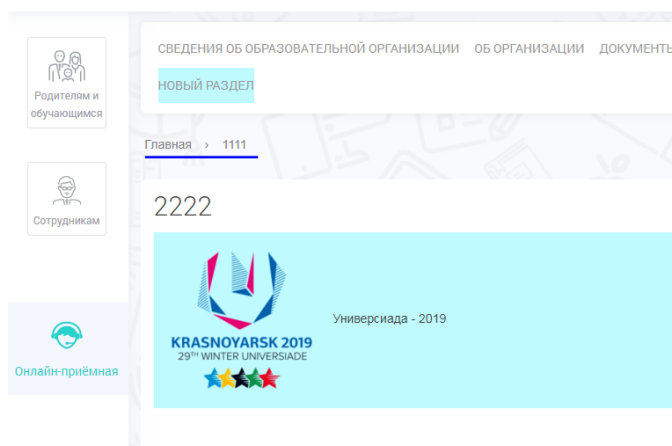 СВЕДЕНИЯ ОБ ОБРАЗОВАТЕЛЬНОЙ ОРГАНИЗАЦИИ ОБ ОРГАНИЗАЦИИ ДОКУМЕНТЫ
НОВЫЙ РАЗДЕЛ
Родителям и
обучающимся
Главная › 1111
Сотрудникам
2222
KRASNOYARSK 2019
29TH WINTER UNIVERSIADE
Универсиада - 2019
Онлайн-приёмная